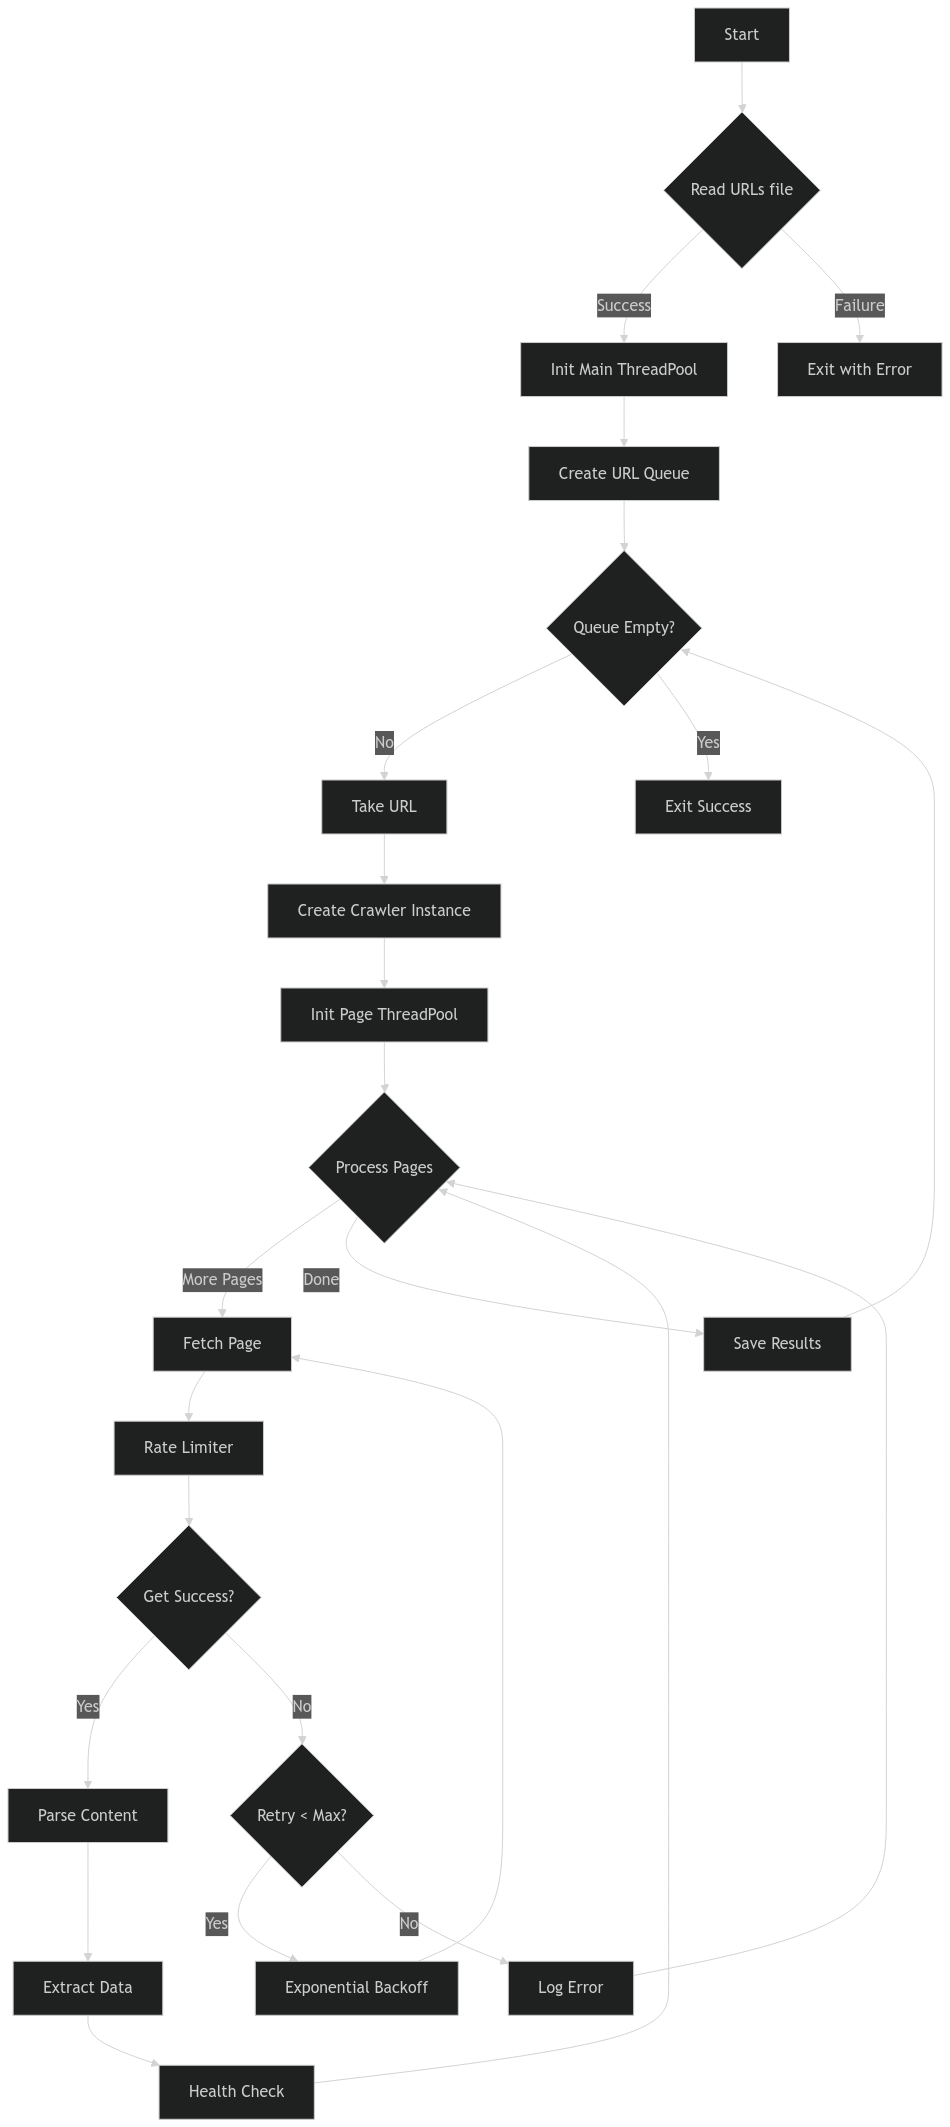 Start
Read URLs file
Success
Failure
Init Main ThreadPool
Exit with Error
Create URL Queue
Queue Empty?
No
Yes
Take URL
Exit Success
Create Crawler Instance
Init Page ThreadPool
Process Pages
More Pages
Done
Fetch Page
Save Results
Rate Limiter
Get Success?
Yes
No
Parse Content
Retry < Max?
Yes
No
Extract Data
Exponential Backoff
Log Error
Health Check